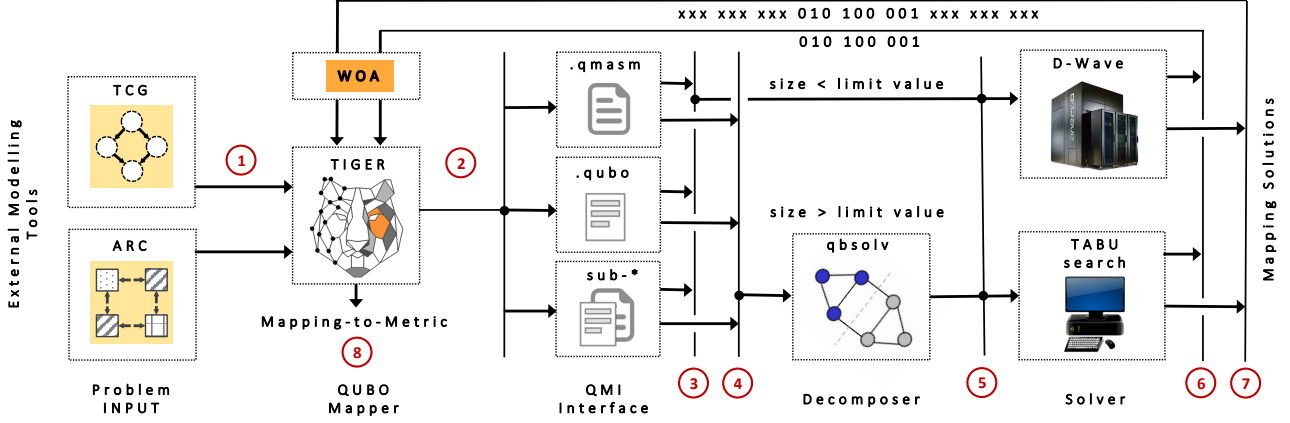 xxx xxx xxx 010 100 001 xxx xxx xxx
010 100 001
External Modelling
Tools
TCG
ARC
Problem
INPUT
1
WOA
TIGER
Mapping-to-Metric
8
QUBO
Mapper
2
.qmasm
.qubo
sub-*
QMI
Interface
3
4
size < limit value
size > limit value
qbsolv
Decomposer
5
D-Wave
TABU
search
Solver
6
7
Mapping Solutions